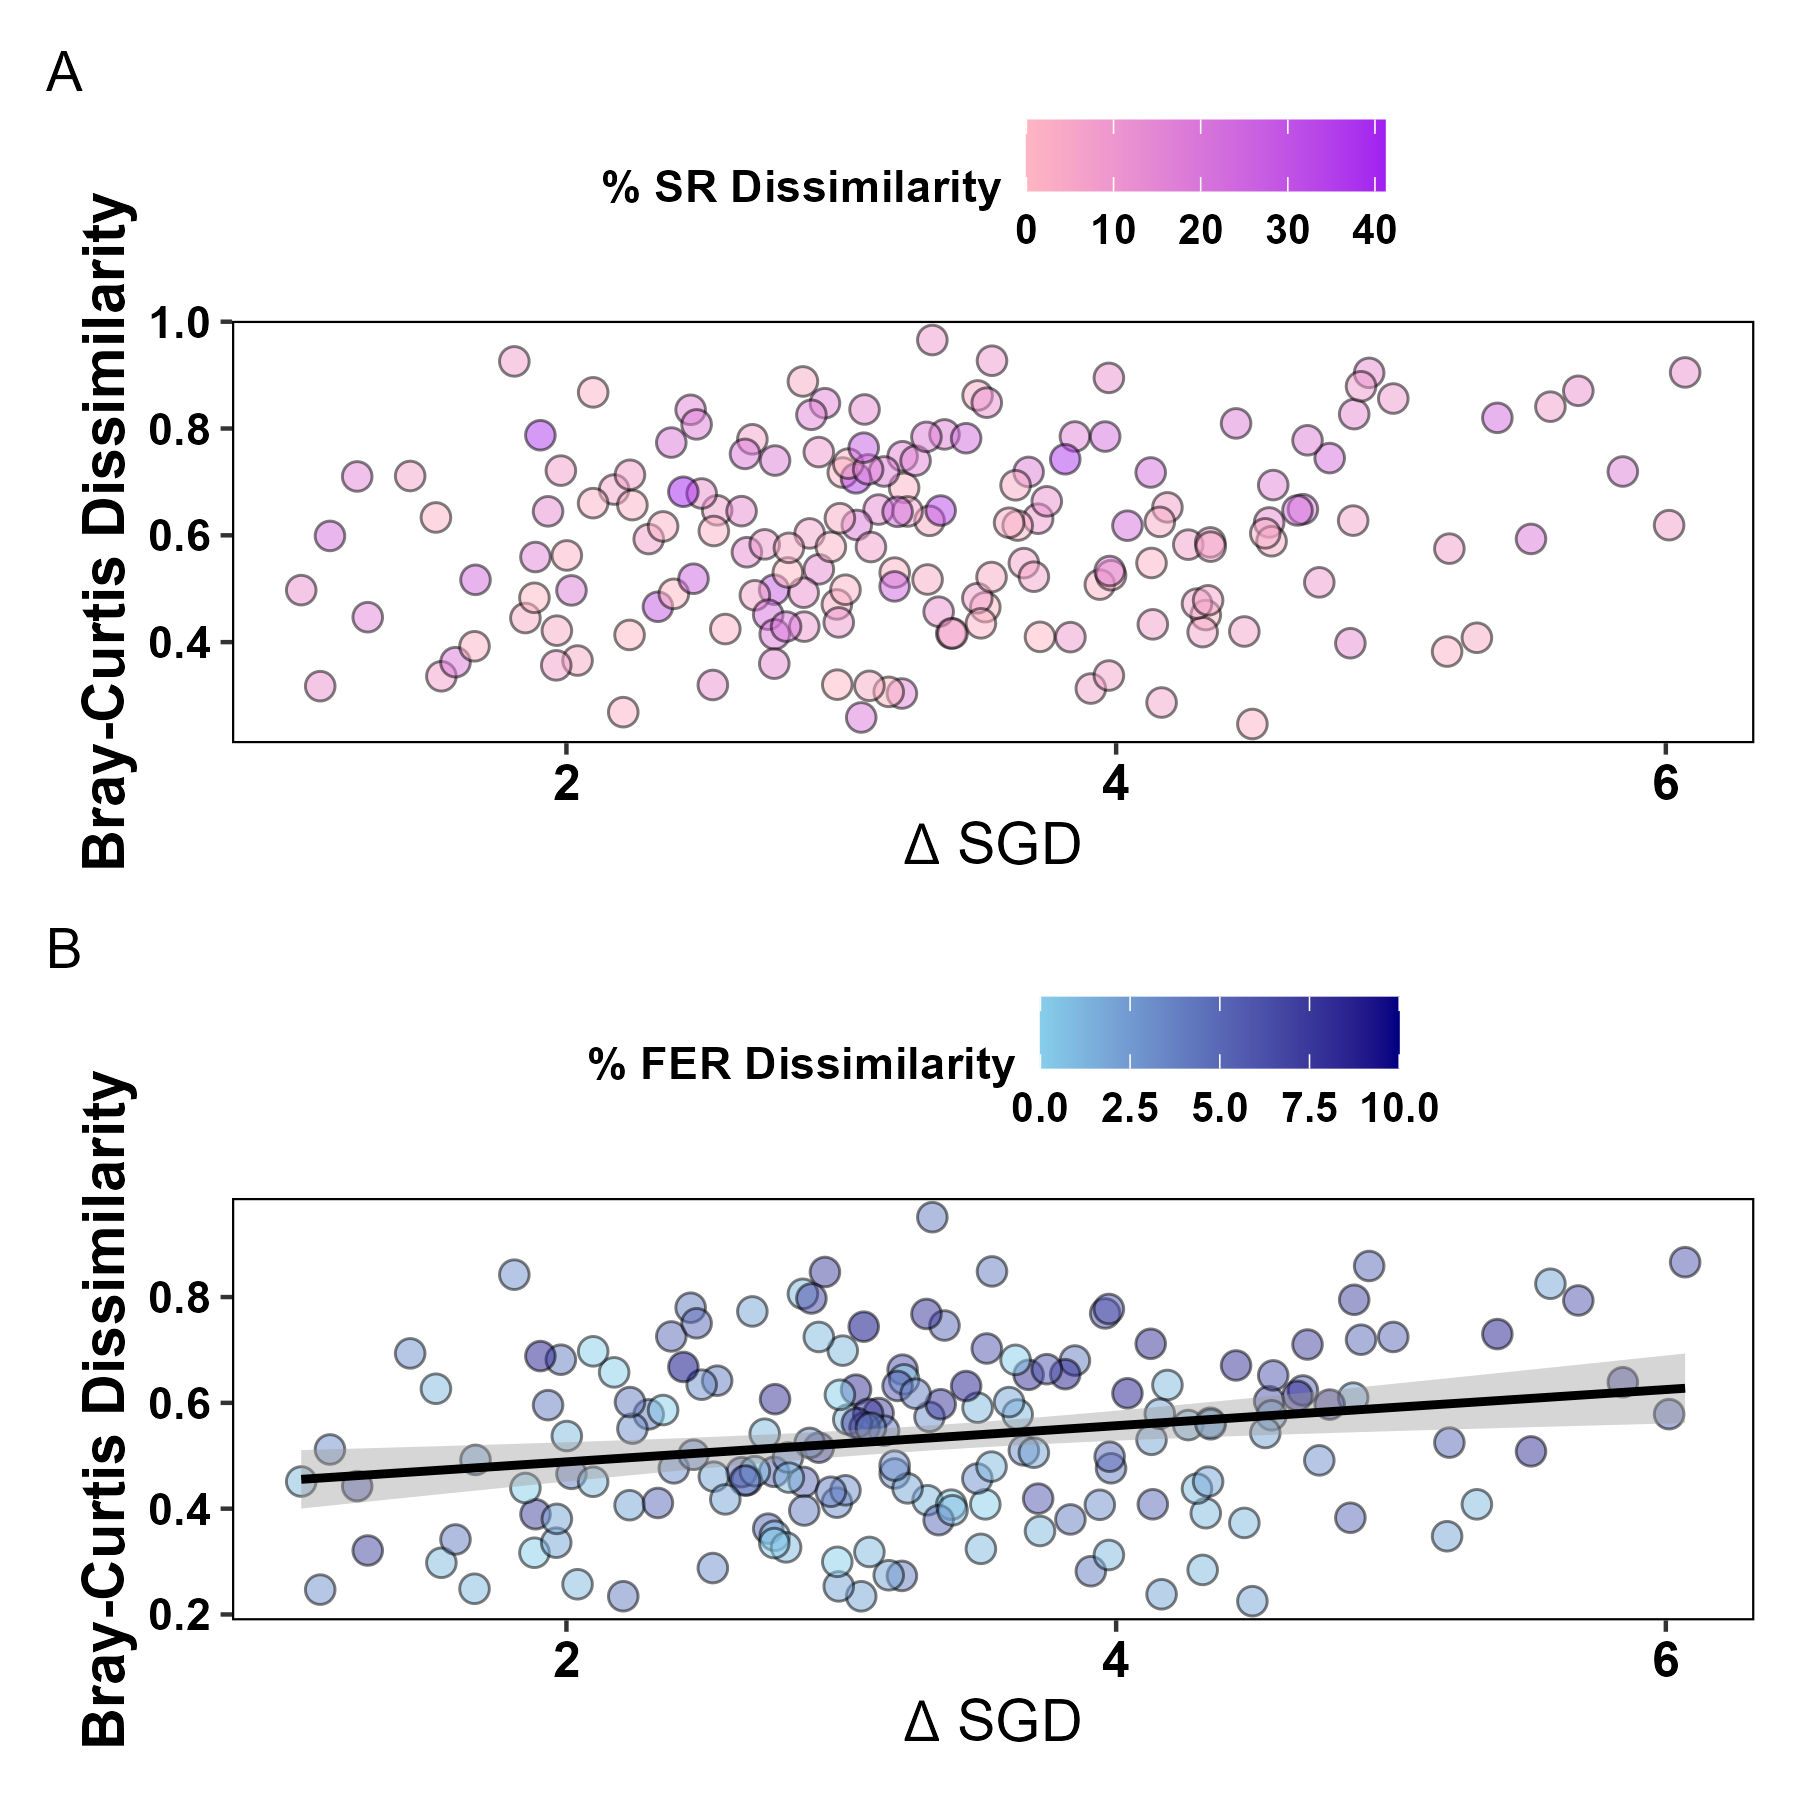 A
% SR Dissimilarity
0 10 20 30 40
Bray-Curtis Dissimilarity
1.0
0.8
0.6
0.4
2 4 6
Δ SGD
B
% FER Dissimilarity
0.0 2.5 5.0 7.5 10.0
Bray-Curtis Dissimilarity
0.8
0.6
0.4
0.2
2 4 6
Δ SGD